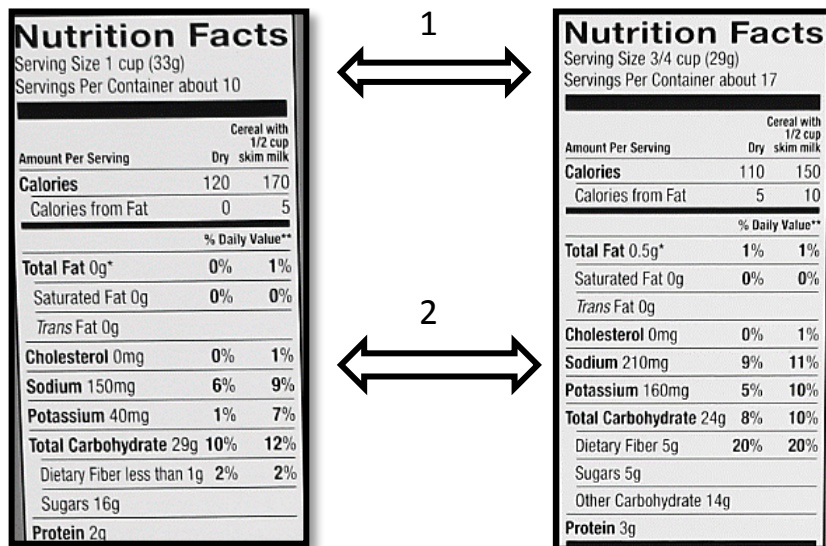 Nutrition Facts
Serving Size 1 cup (33g)
Servings Per Container about 10
Cereal with
1/2 cup
Amount Per Serving Dry skim milk
Calories 120 170
Calories from Fat 0 5
% Daily Value**
Total Fat 0g* 0% 1%
Saturated Fat 0g 0% 0%
Trans Fat 0g
Cholesterol 0mg 0% 1%
Sodium 150mg 6% 9%
Potassium 40mg 1% 7%
Total Carbohydrate 29g 10% 12%
Dietary Fiber less than 1g 2% 2%
Sugars 16g
Protein 2g
1
2
Nutrition Facts
Serving Size 3/4 cup (29g)
Servings Per Container about 17
Cereal with
1/2 cup
Amount Per Serving Dry skim milk
Calories 110 150
Calories from Fat 5 10
% Daily Value**
Total Fat 0.5g* 1% 1%
Saturated Fat 0g 0% 0%
Trans Fat 0g
Cholesterol 0mg 0% 1%
Sodium 210mg 9% 11%
Potassium 160mg 5% 10%
Total Carbohydrate 24g 8% 10%
Dietary Fiber 5g 20% 20%
Sugars 5g
Other Carbohydrate 14g
Protein 3g